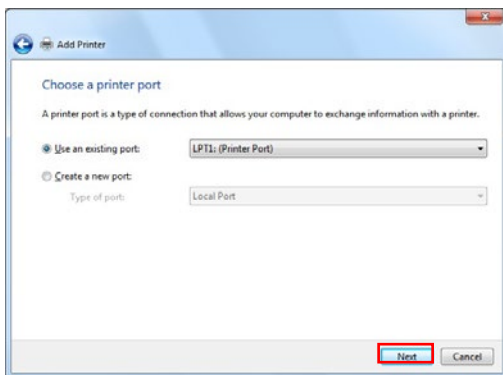 Add Printer
Choose a printer port
A printer port is a type of connection that allows your computer to exchange information with a printer.
Use an existing port: LPT1: (Printer Port)
Create a new port:
Type of port: Local Port
Next Cancel